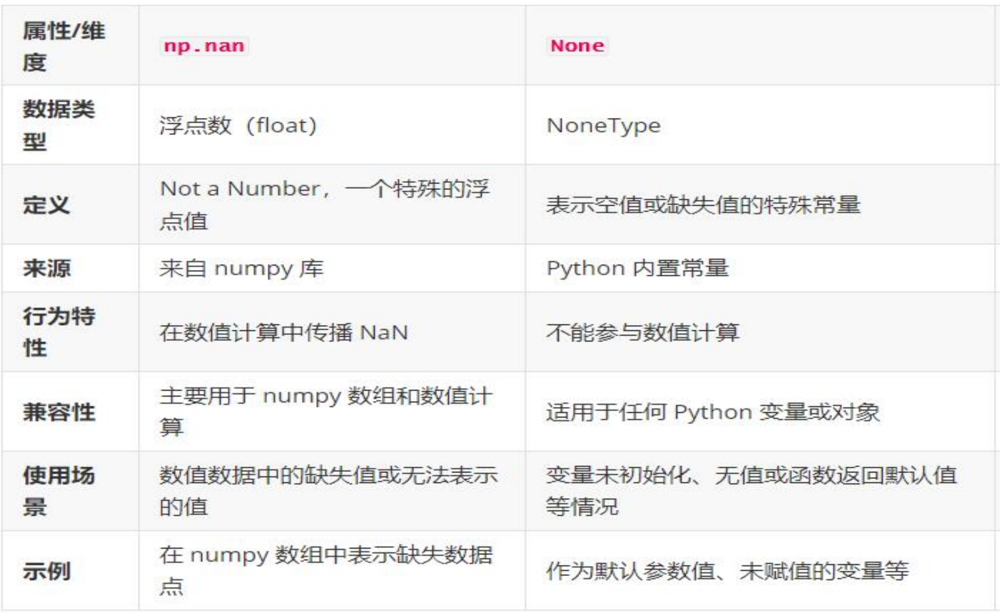 属性/维
度
np.nan
None
数据类
型
浮点数（float）
NoneType
定义
Not a Number，一个特殊的浮
点值
表示空值或缺失值的特殊常量
来源
来自 numpy 库
Python 内置常量
行为特
性
在数值计算中传播 NaN
不能参与数值计算
兼容性
主要用于 numpy 数组和数值计
算
适用于任何 Python 变量或对象
使用场
景
数值数据中的缺失值或无法表示
的值
变量未初始化、无值或函数返回默认值
等情况
示例
在 numpy 数组中表示缺失数据
点
作为默认参数值、未赋值的变量等